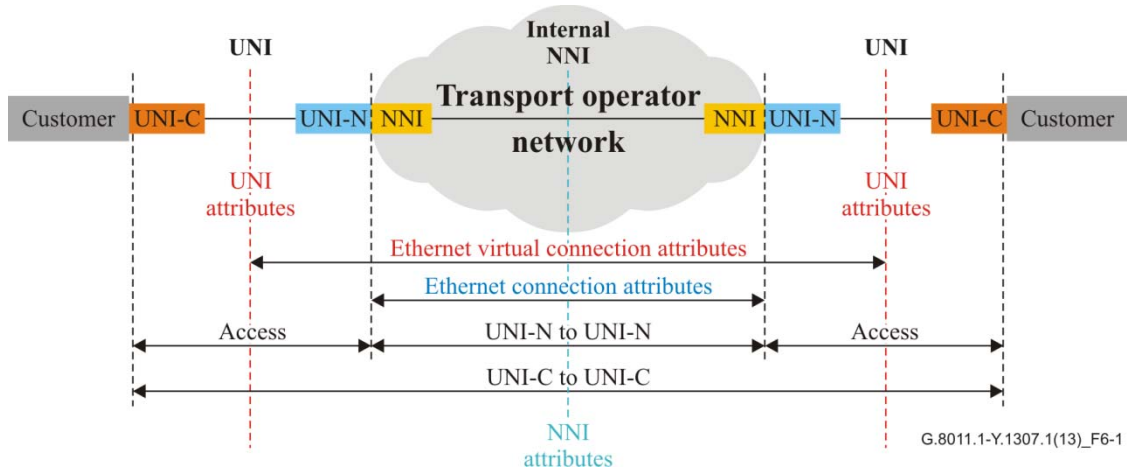 Internal
NNI
UNI
UNI
Transport operator
network
Customer
UNI-C
UNI-N
NNI
NNI
UNI-N
UNI-C
Customer
UNI
attributes
UNI
attributes
Ethernet virtual connection attributes
Ethernet connection attributes
Access
UNI-N to UNI-N
Access
UNI-C to UNI-C
NNI
attributes
G.8011.1-Y.1307.1(13)_F6-1